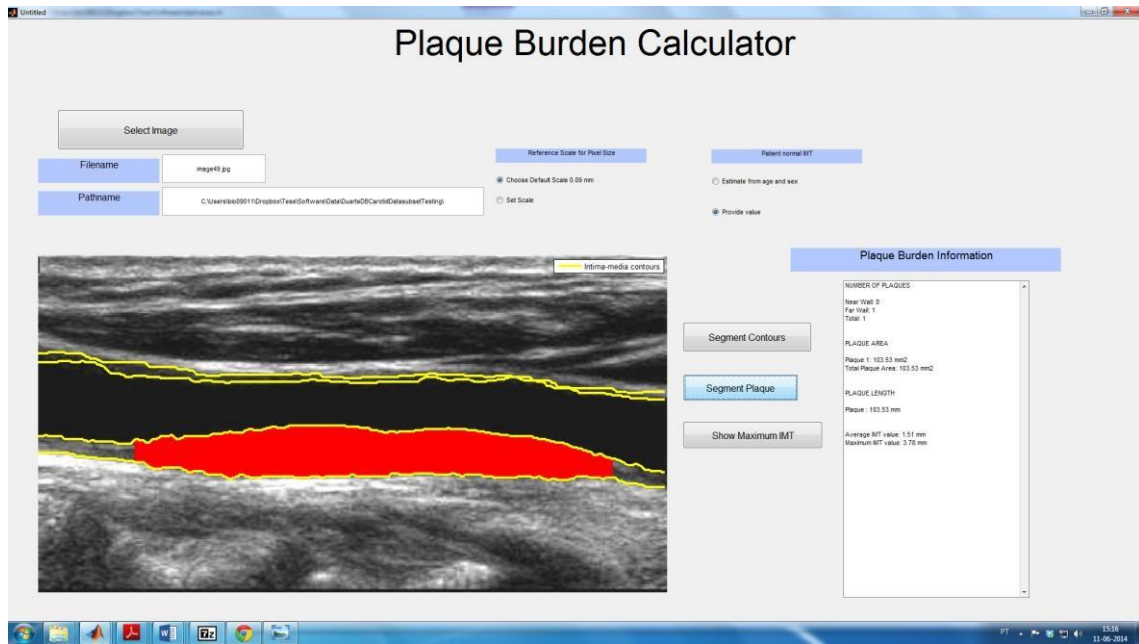 Untitled
Plaque Burden Calculator
Select Image
Filename
image49.jpg
Pathname
C:\Users\bio09011\Dropbox\Tese\Software\Data\DuarteDBCarotidDatasubsetTesting\
Reference Scale for Pixel Size
Choose Default Scale 0.09 mm
Set Scale
Patient normal IMT
Estimate from age and sex
Provide value
Intima-media contours
Segment Contours
Segment Plaque
Show Maximum IMT
Plaque Burden Information
NUMBER OF PLAQUES
Near Wall: 0
Far Wall: 1
Total: 1
PLAQUE AREA
Plaque 1: 103.53 mm2
Total Plaque Area: 103.53 mm2
PLAQUE LENGTH
Plaque : 103.53 mm
Average IMT value: 1.51 mm
Maximum IMT value: 3.78 mm
PT
15:16
11-06-2014